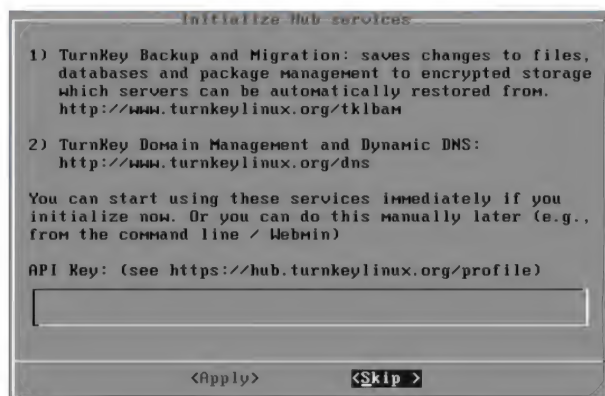 Initialize Hub services
1) TurnKey Backup and Migration: saves changes to files,
databases and package management to encrypted storage
which servers can be automatically restored from.
http://www.turnkeylinux.org/tklbam
2) TurnKey Domain Management and Dynamic DNS:
http://www.turnkeylinux.org/dns
You can start using these services immediately if you
initialize now. Or you can do this manually later (e.g.,
from the command line / Webmin)
API Key: (see https://hub.turnkeylinux.org/profile)
<Apply> <Skip >